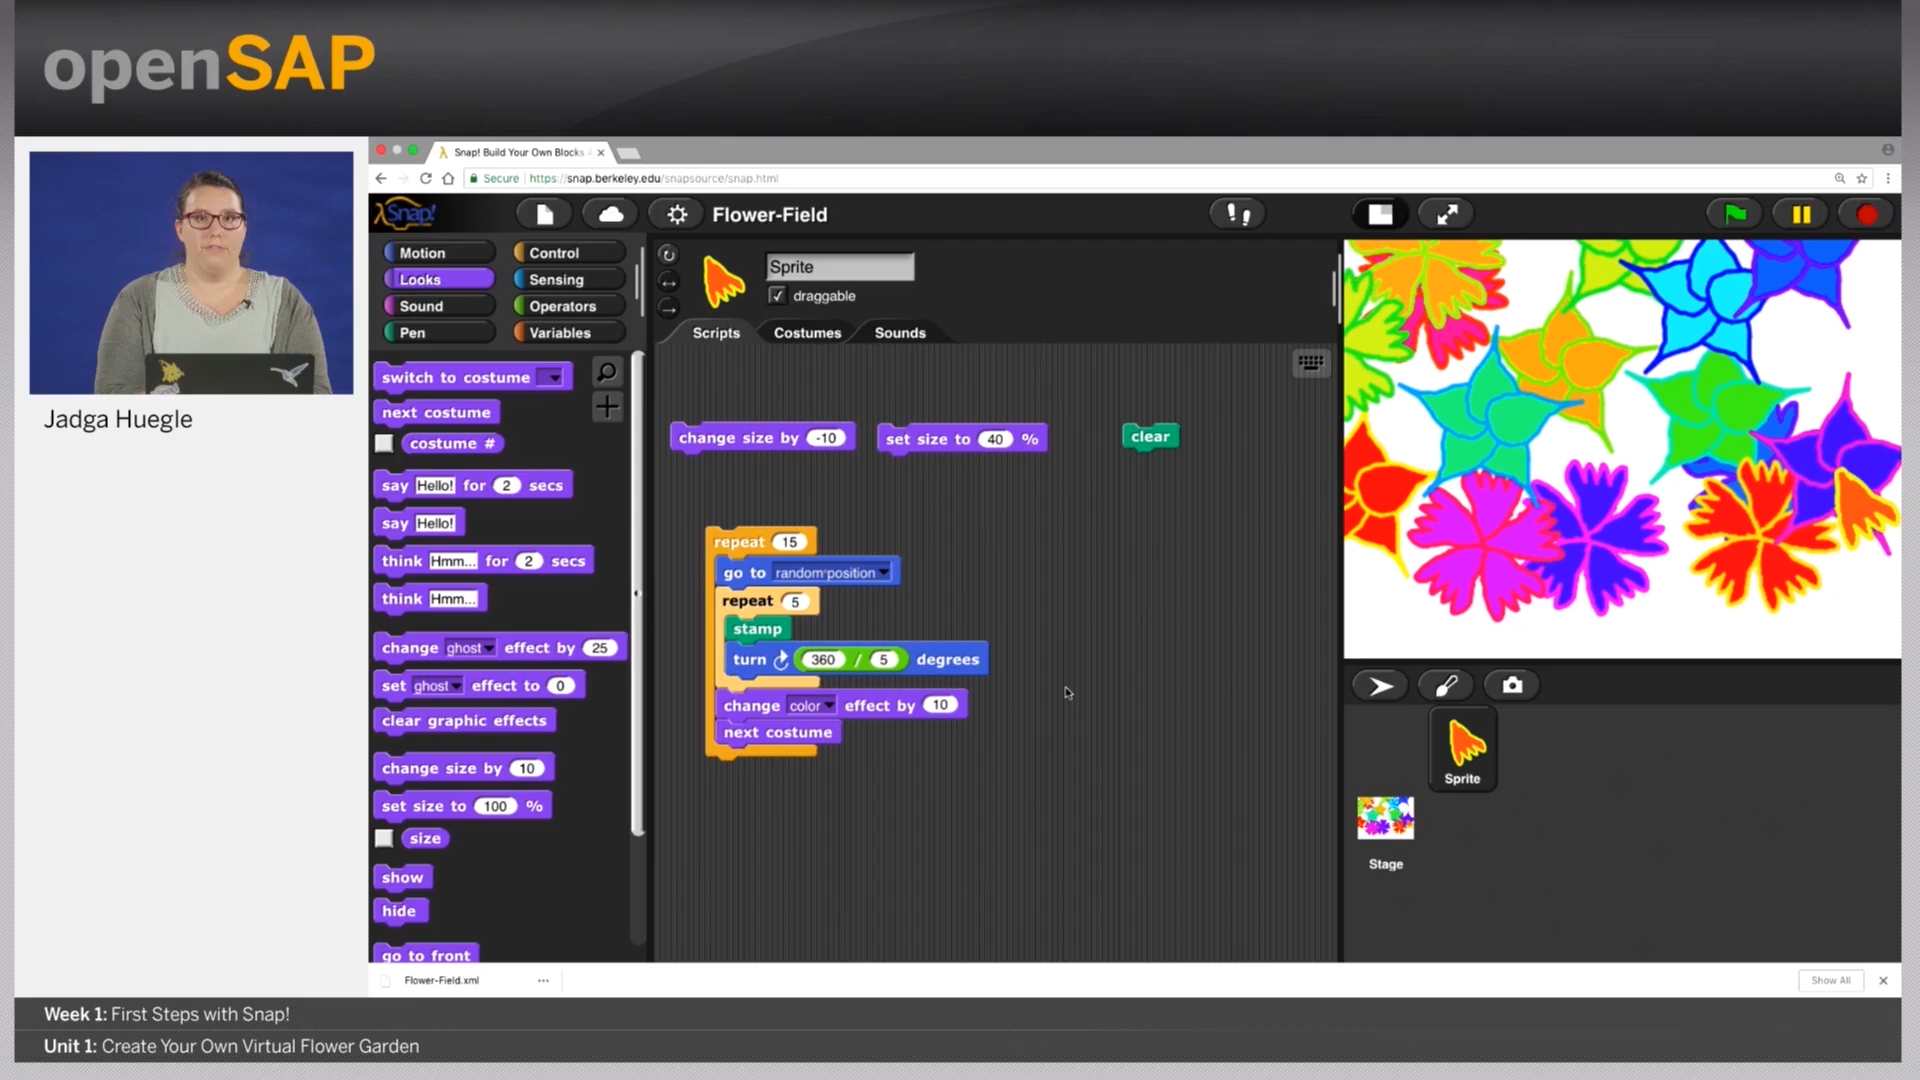 openSAP
Jadga Huegle
Snap! Build Your Own Blocks
Secure | https://snap.berkeley.edu/snapsource/snap.html
Snap!
Flower-Field
Motion
Control
Looks
Sensing
Sound
Operators
Pen
Variables
Sprite
draggable
Scripts
Costumes
Sounds
switch to costume
next costume
costume #
say Hello! for 2 secs
say Hello!
think Hmm... for 2 secs
think Hmm...
change ghost effect by 25
set ghost effect to 0
clear graphic effects
change size by 10
set size to 100 %
size
show
hide
go to front
change size by -10
set size to 40 %
clear
repeat 15
go to random position
repeat 5
stamp
turn 360 / 5 degrees
change color effect by 10
next costume
Sprite
Stage
Flower-Field.xml
Show All
Week 1: First Steps with Snap!
Unit 1: Create Your Own Virtual Flower Garden